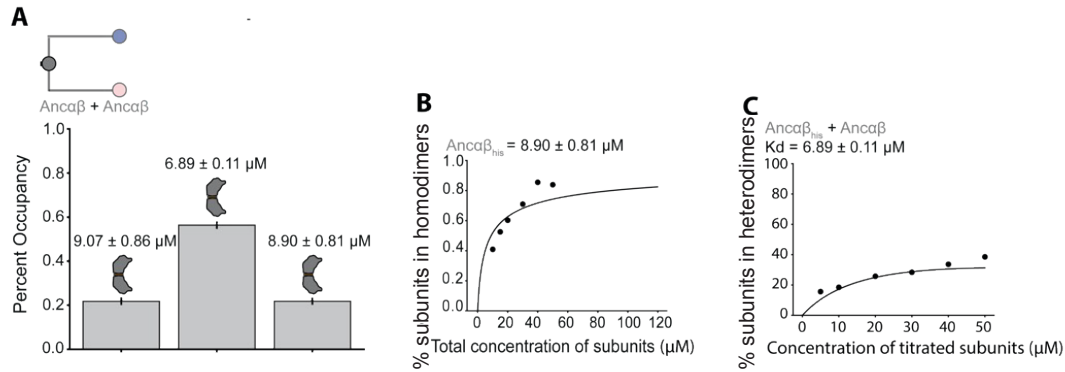 A
Ancαβ + Ancαβ
Percent Occupancy
1.0
0.8
0.6
0.4
0.2
0.0
9.07 ± 0.86 µM
6.89 ± 0.11 µM
8.90 ± 0.81 µM
B
Ancαβhis = 8.90 ± 0.81 µM
% subunits in homodimers
1.0
0.8
0.6
0.4
0.2
0.0
0 20 40 60 80 100 120
Total concentration of subunits (µM)
C
Ancαβhis + Ancαβ
Kd = 6.89 ± 0.11 µM
% subunits in heterodimers
100
80
60
40
20
0
0 10 20 30 40 50
Concentration of titrated subunits (µM)